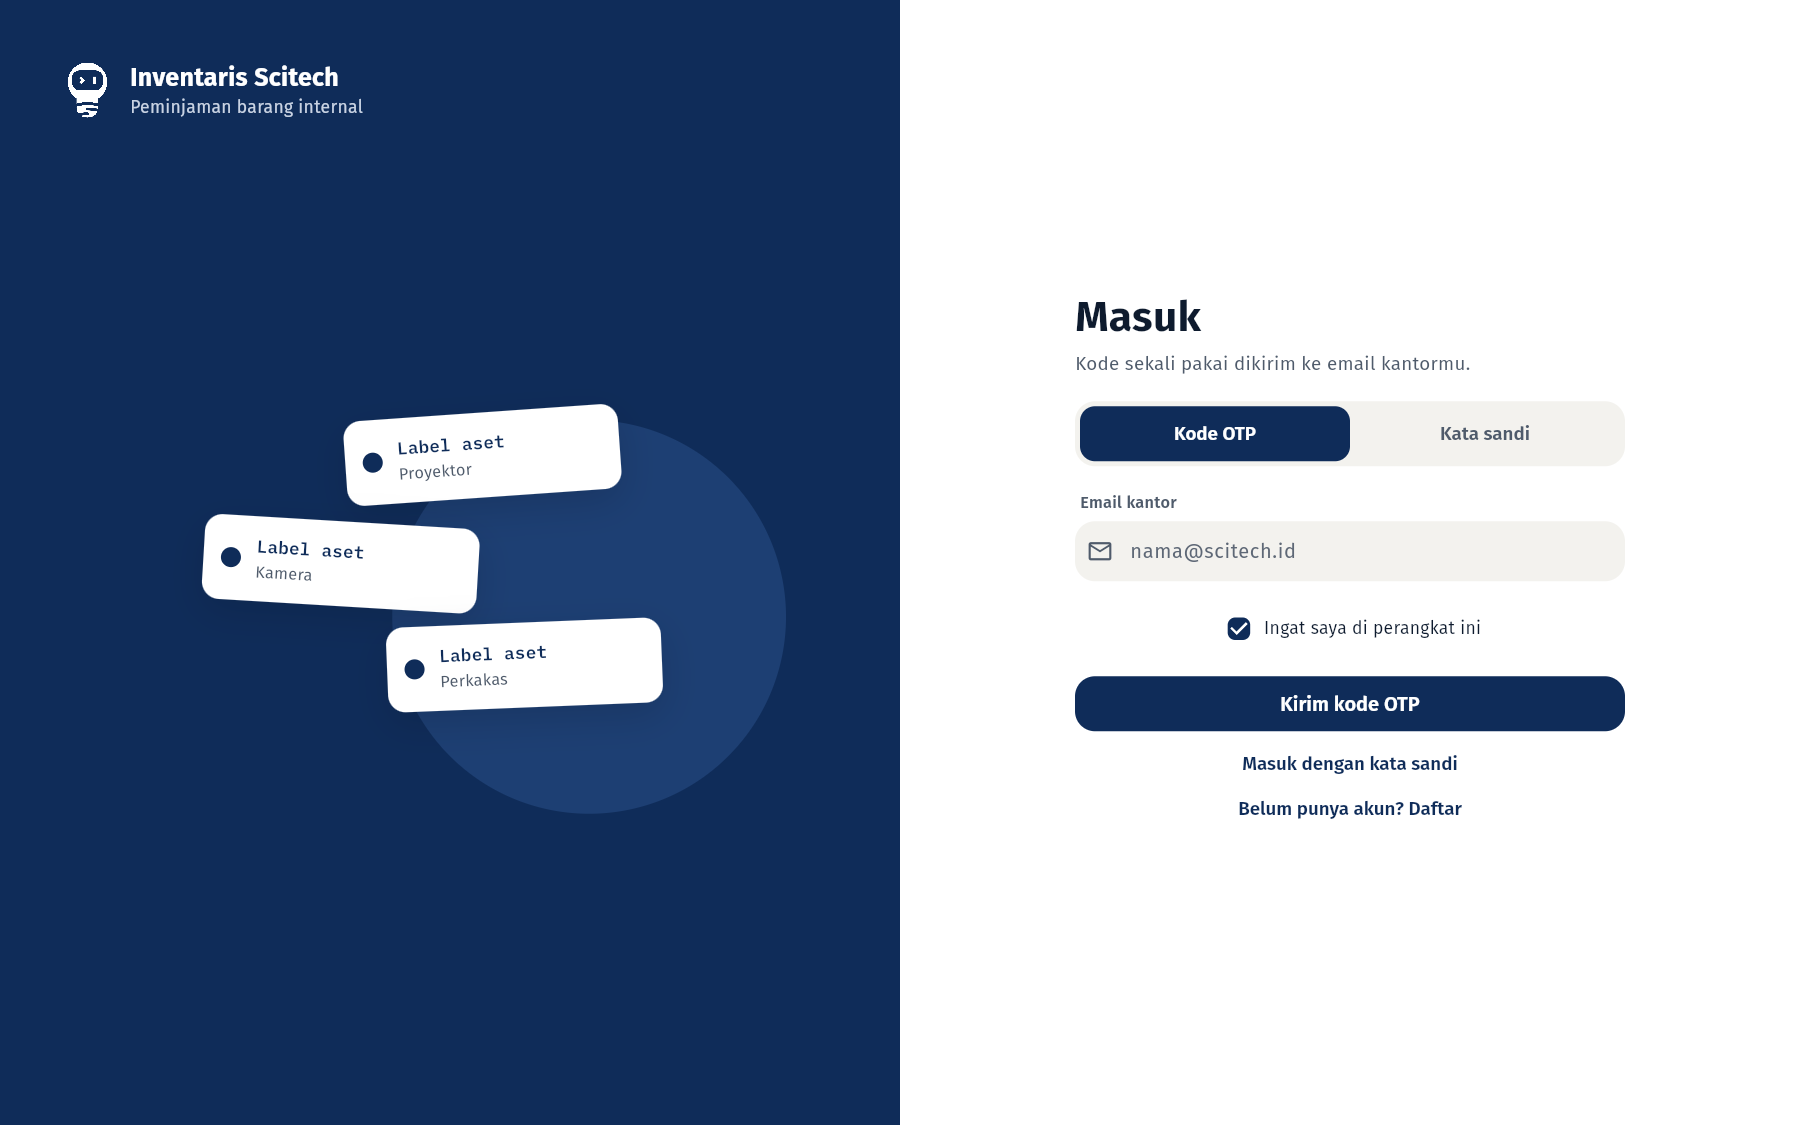 Inventaris Scitech
Peminjaman barang internal
Label aset
Proyektor
Label aset
Kamera
Label aset
Perkakas
Masuk
Kode sekali pakai dikirim ke email kantormu.
Kode OTP
Kata sandi
Email kantor
nama@scitech.id
Ingat saya di perangkat ini
Kirim kode OTP
Masuk dengan kata sandi
Belum punya akun? Daftar